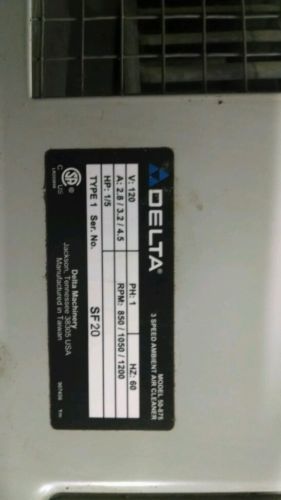 DELTA
MODEL 50-875
3 SPEED AMBIENT AIR CLEANER
V: 120 PH: 1 HZ: 60
A: 2.8 / 3.2 / 4.5 RPM: 850 / 1050 / 1200
HP: 1/5
TYPE 1 Ser. No. SF20
C US
Delta Machinery
Jackson, Tennessee 38305 USA
Manufactured in Taiwan